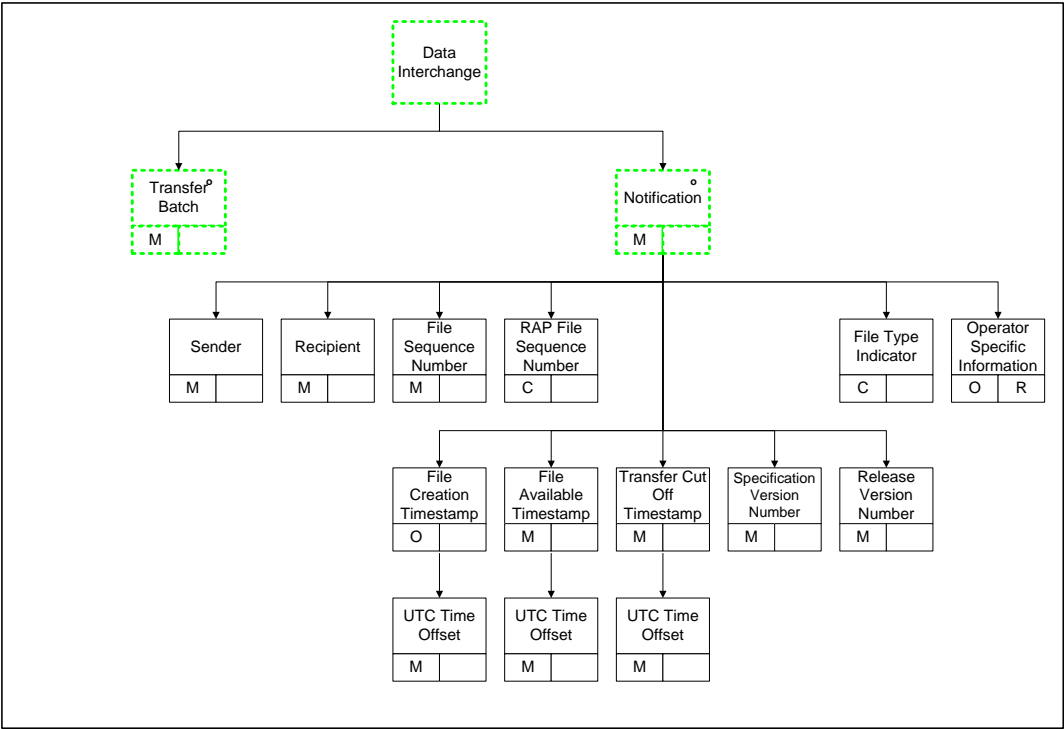 Data
Interchange
Transfer
Batch
M
Notification
M
Sender
M
Recipient
M
File
Sequence
Number
M
RAP File
Sequence
Number
C
File Type
Indicator
C
Operator
Specific
Information
O R
File
Creation
Timestamp
O
File
Available
Timestamp
M
Transfer Cut
Off
Timestamp
M
Specification
Version
Number
M
Release
Version
Number
M
UTC Time
Offset
M
UTC Time
Offset
M
UTC Time
Offset
M